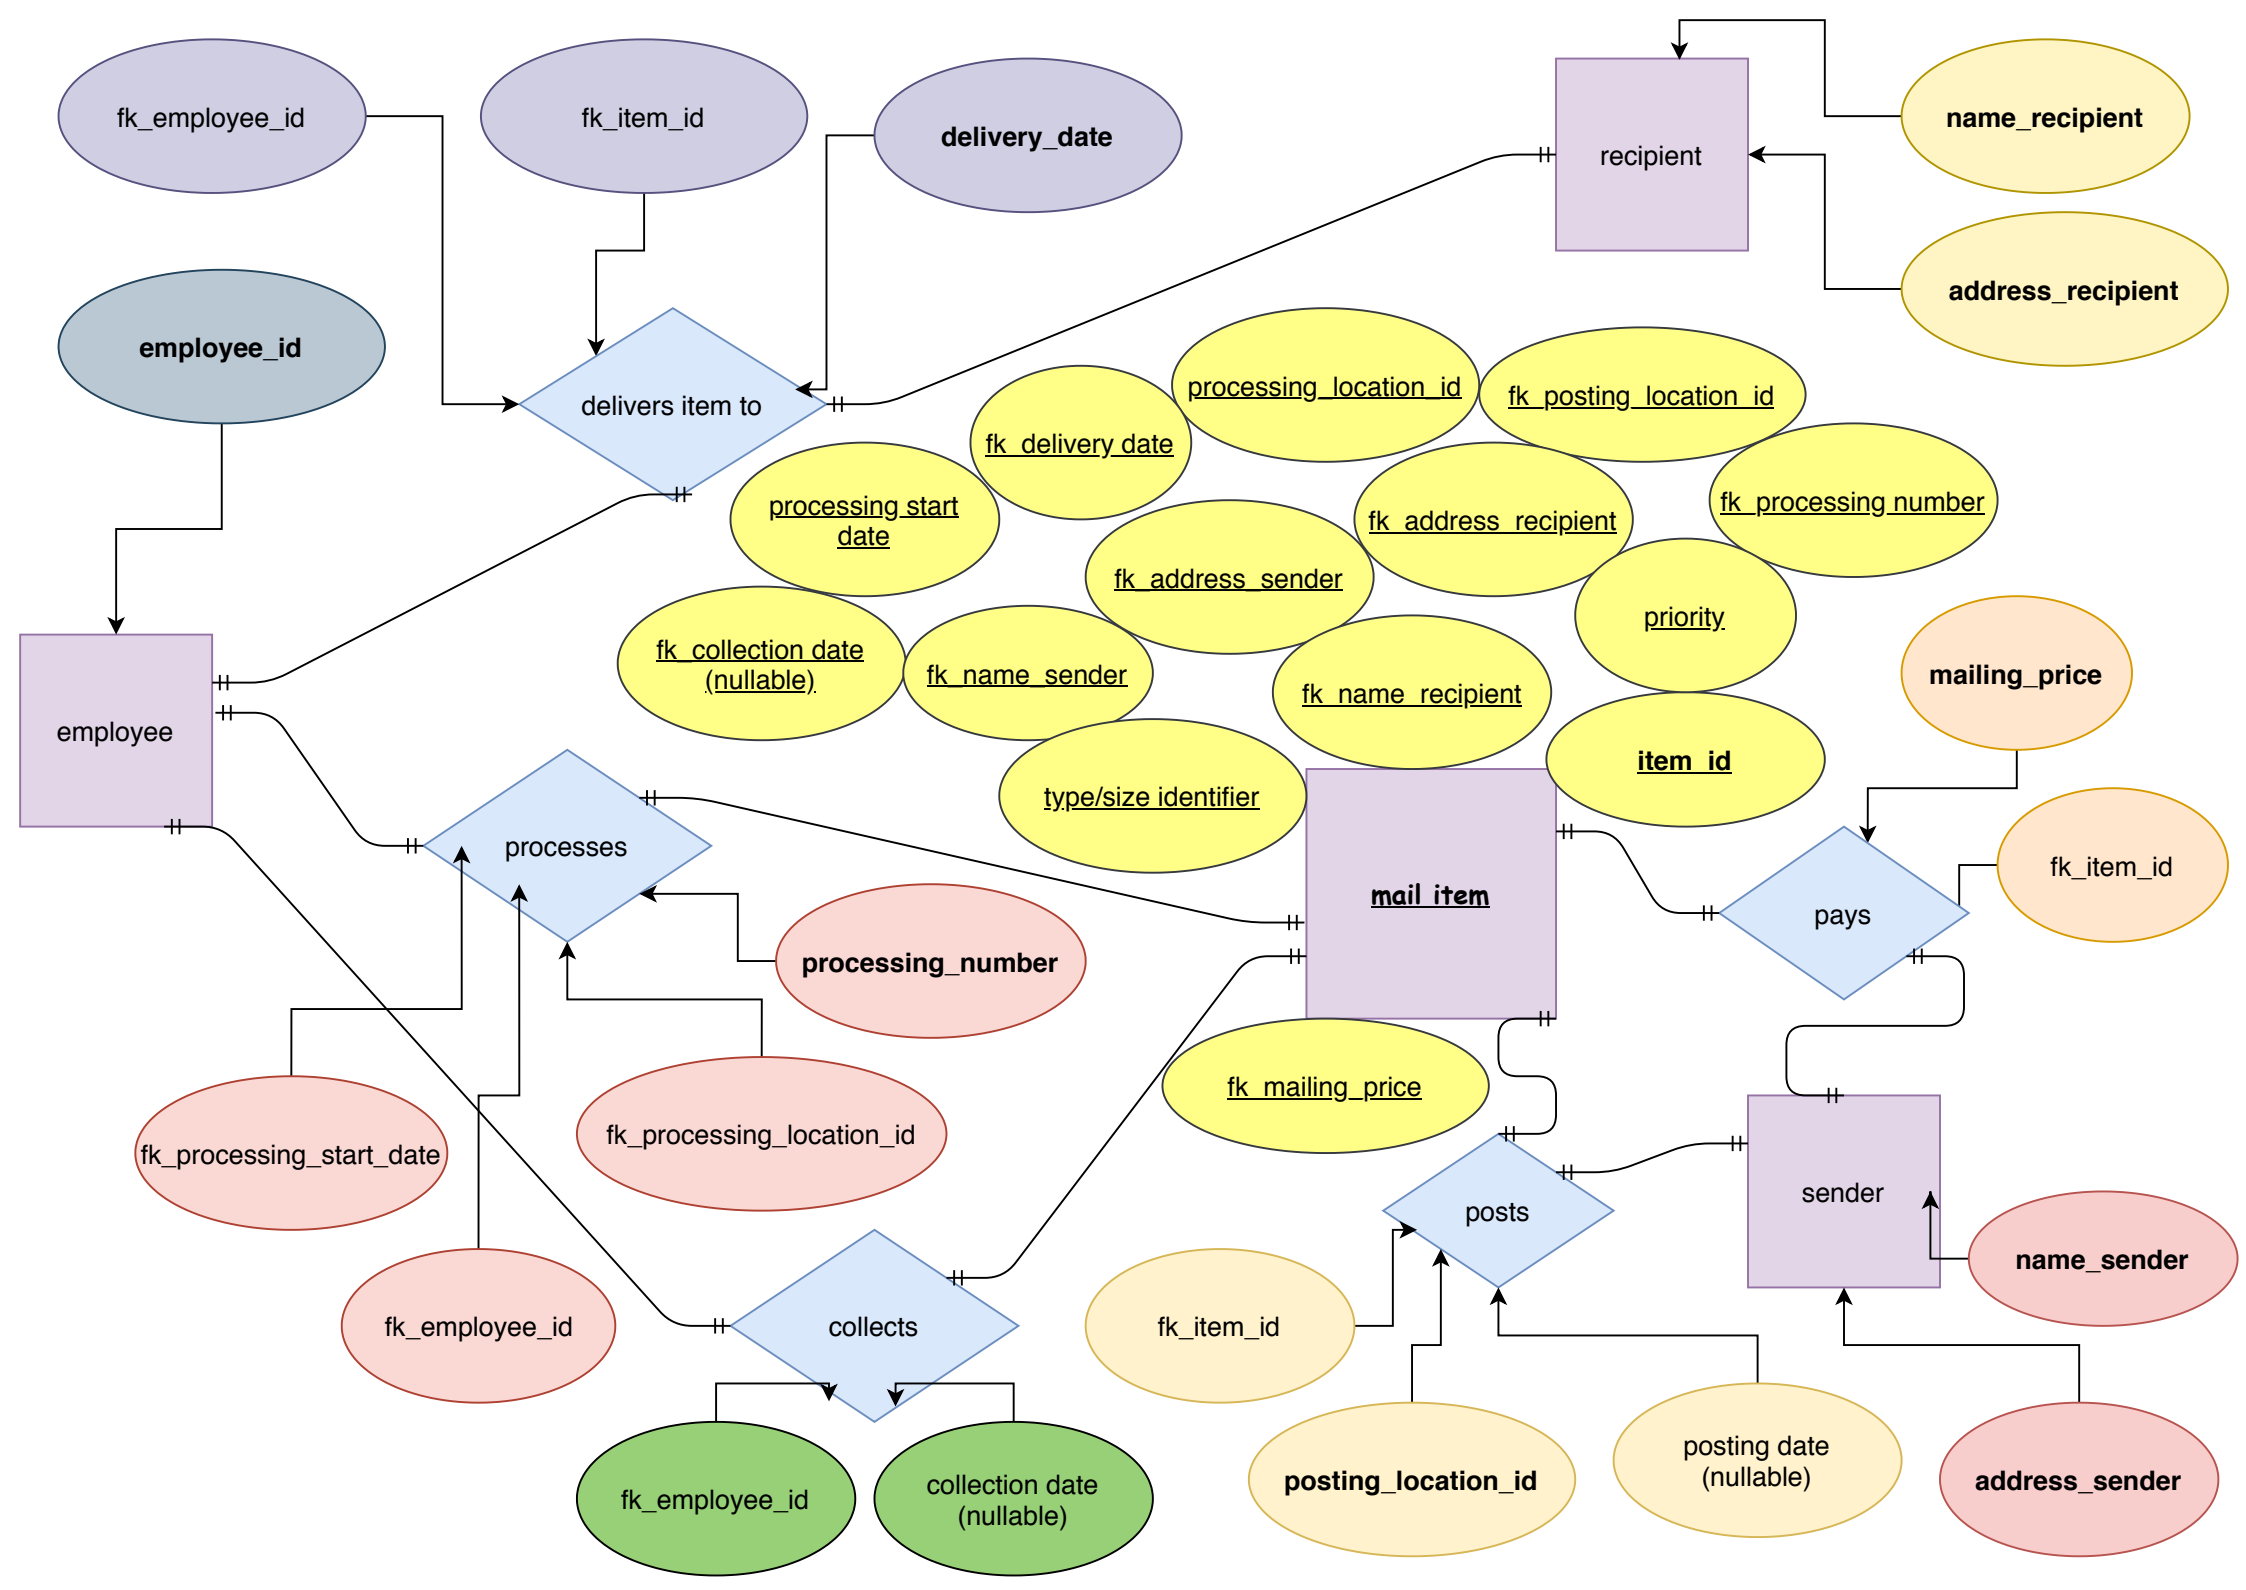 fk_employee_id
fk_item_id
delivery_date
name_recipient
recipient
address_recipient
employee_id
delivers item to
processing_location_id
fk_posting_location_id
fk_delivery date
processing start
date
fk_address_recipient
fk_processing number
fk_address_sender
priority
fk_collection date
(nullable)
fk_name_sender
fk_name_recipient
mailing_price
employee
type/size identifier
item_id
processes
mail item
fk_item_id
pays
processing_number
fk_mailing_price
fk_processing_start_date
fk_processing_location_id
sender
posts
name_sender
fk_employee_id
collects
fk_item_id
fk_employee_id
collection date
(nullable)
posting_location_id
posting date
(nullable)
address_sender